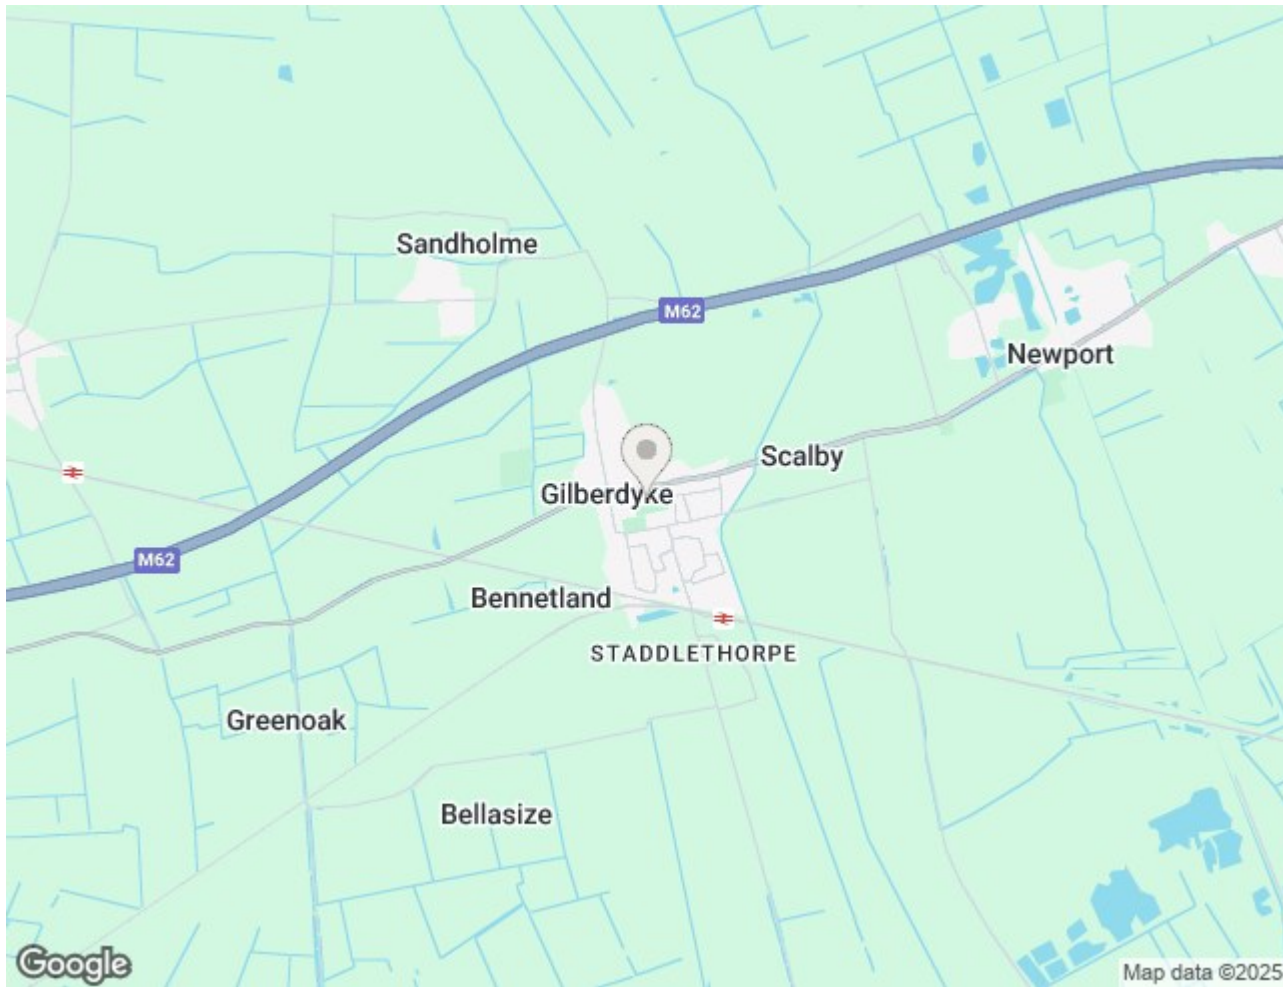 Sandholme
M62
Newport
Scalby
Gilberdyke
M62
Bennetland
STADDLETHORPE
Greenoak
Bellasize
Google
Map data ©2025